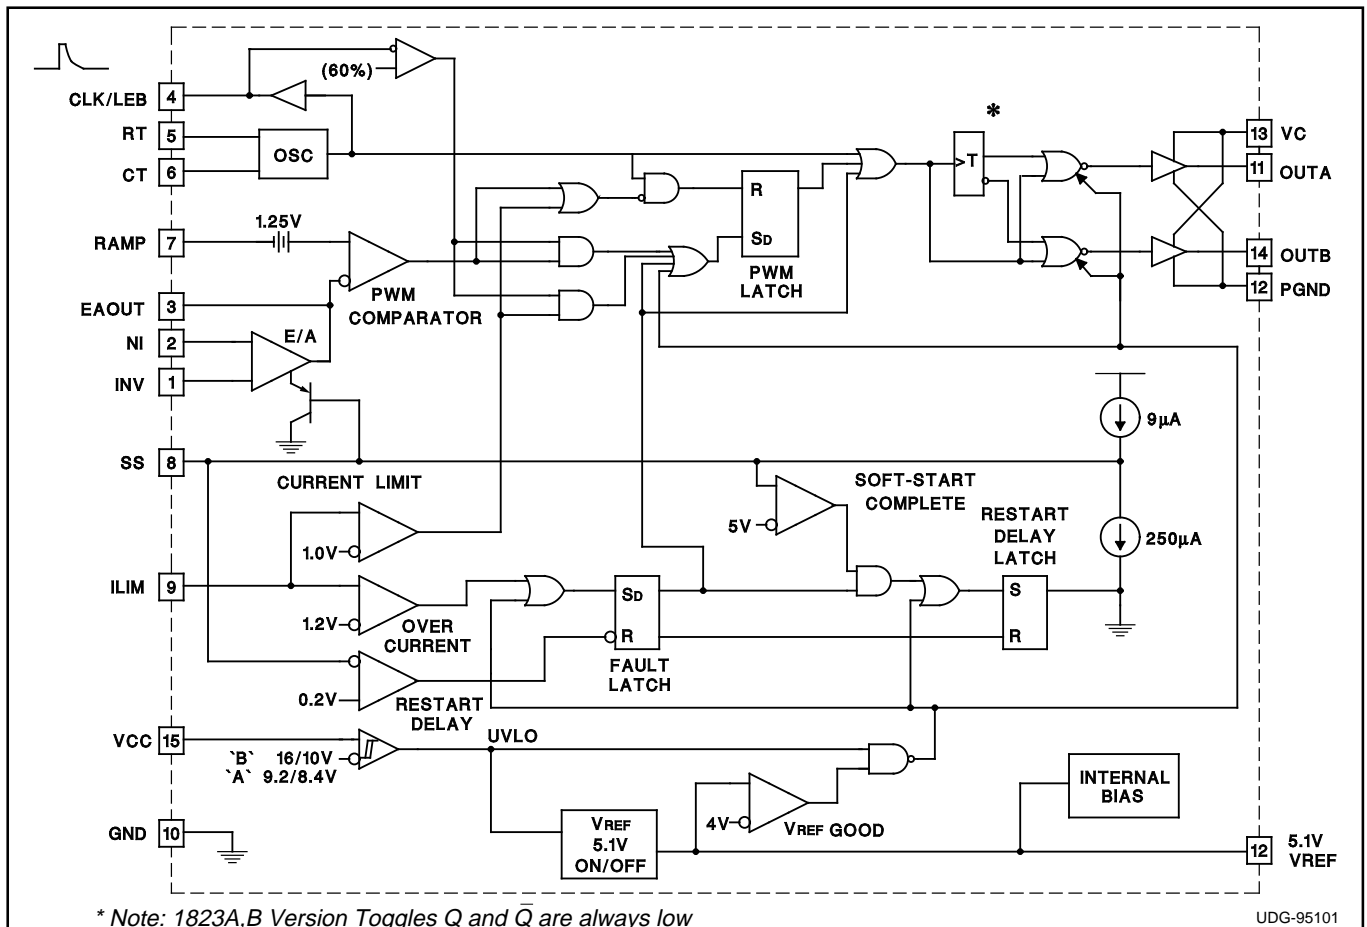 (60%)
CLK/LEB 4
*
RT 5
OSC
CT 6
>T
13 VC
11 OUTA
R
SD
PWM
LATCH
1.25V
RAMP 7
PWM
COMPARATOR
EAOUT 3
NI 2
E/A
INV 1
14 OUTB
12 PGND
9µA
SS 8
CURRENT LIMIT
1.0V
5V
SOFT-START
COMPLETE
RESTART
DELAY
LATCH
250µA
ILIM 9
1.2V
OVER
CURRENT
SD
R
FAULT
LATCH
S
R
0.2V
RESTART
DELAY
VCC 15
`B` 16/10V
`A` 9.2/8.4V
UVLO
INTERNAL
BIAS
4V
VREF GOOD
GND 10
VREF
5.1V
ON/OFF
12 5.1V
VREF
* Note: 1823A,B Version Toggles Q and Q̅ are always low
UDG-95101